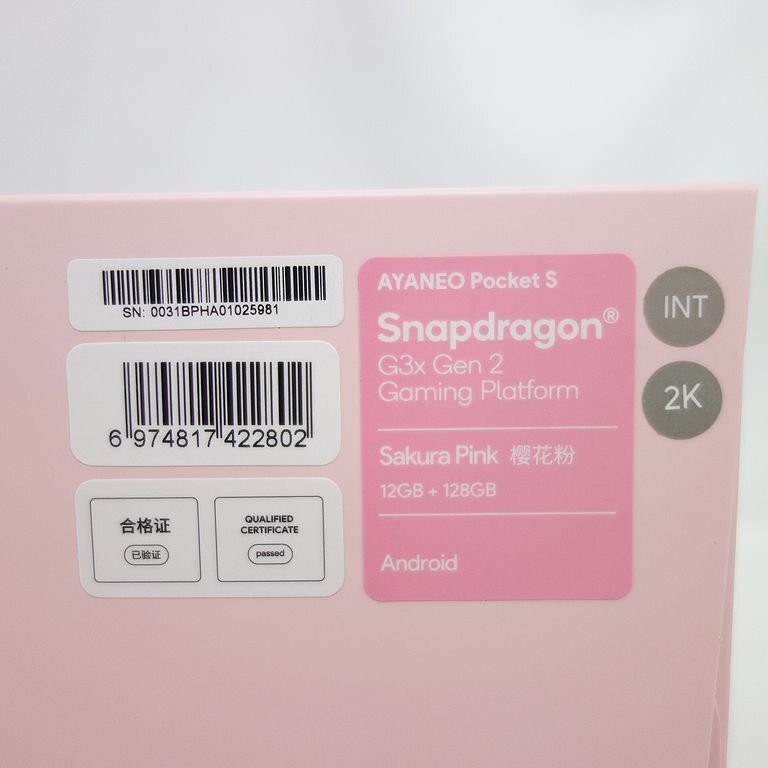 SN: 0031BPHA01025981
6 974817 422802
合格证
已验证
QUALIFIED
CERTIFICATE
passed
AYANEO Pocket S
Snapdragon®
G3x Gen 2
Gaming Platform
Sakura Pink 樱花粉
12GB + 128GB
Android
INT
2K